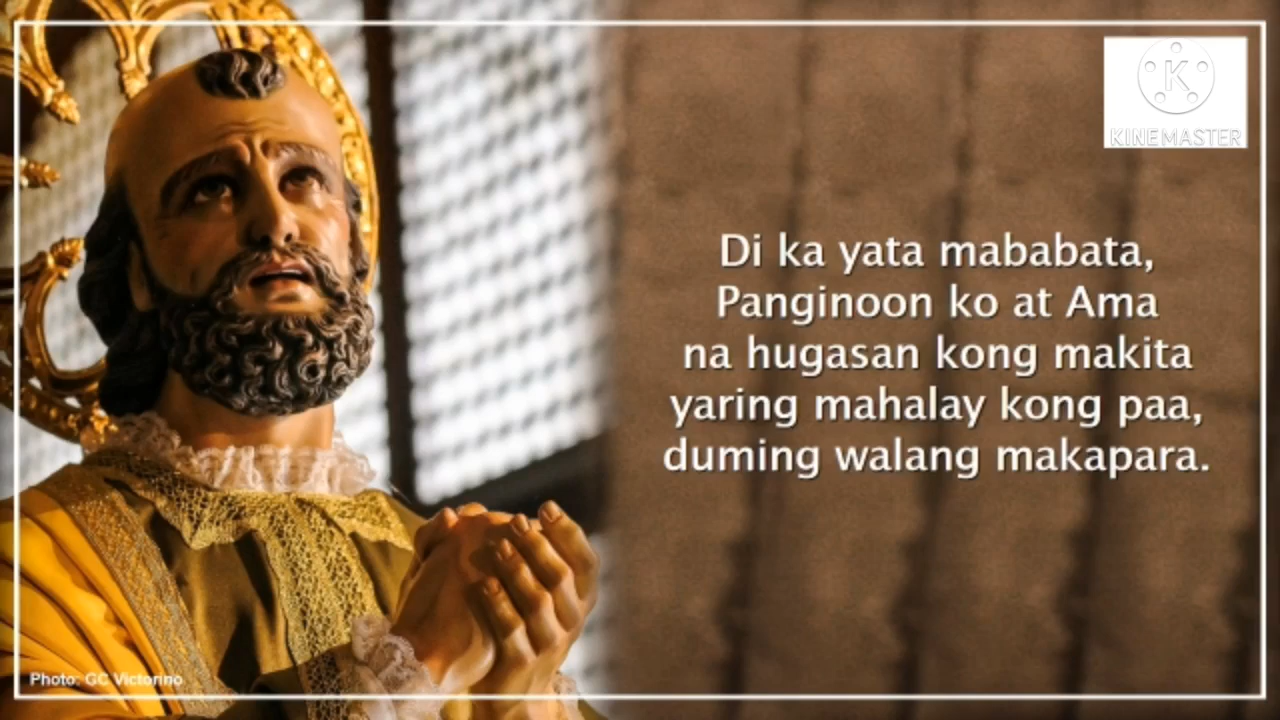 KINEMASTER
Di ka yata mababata,
Panginoon ko at Ama
na hugasan kong makita
yaring mahalay kong paa,
duming walang makapara.
Photo: GC Victorino